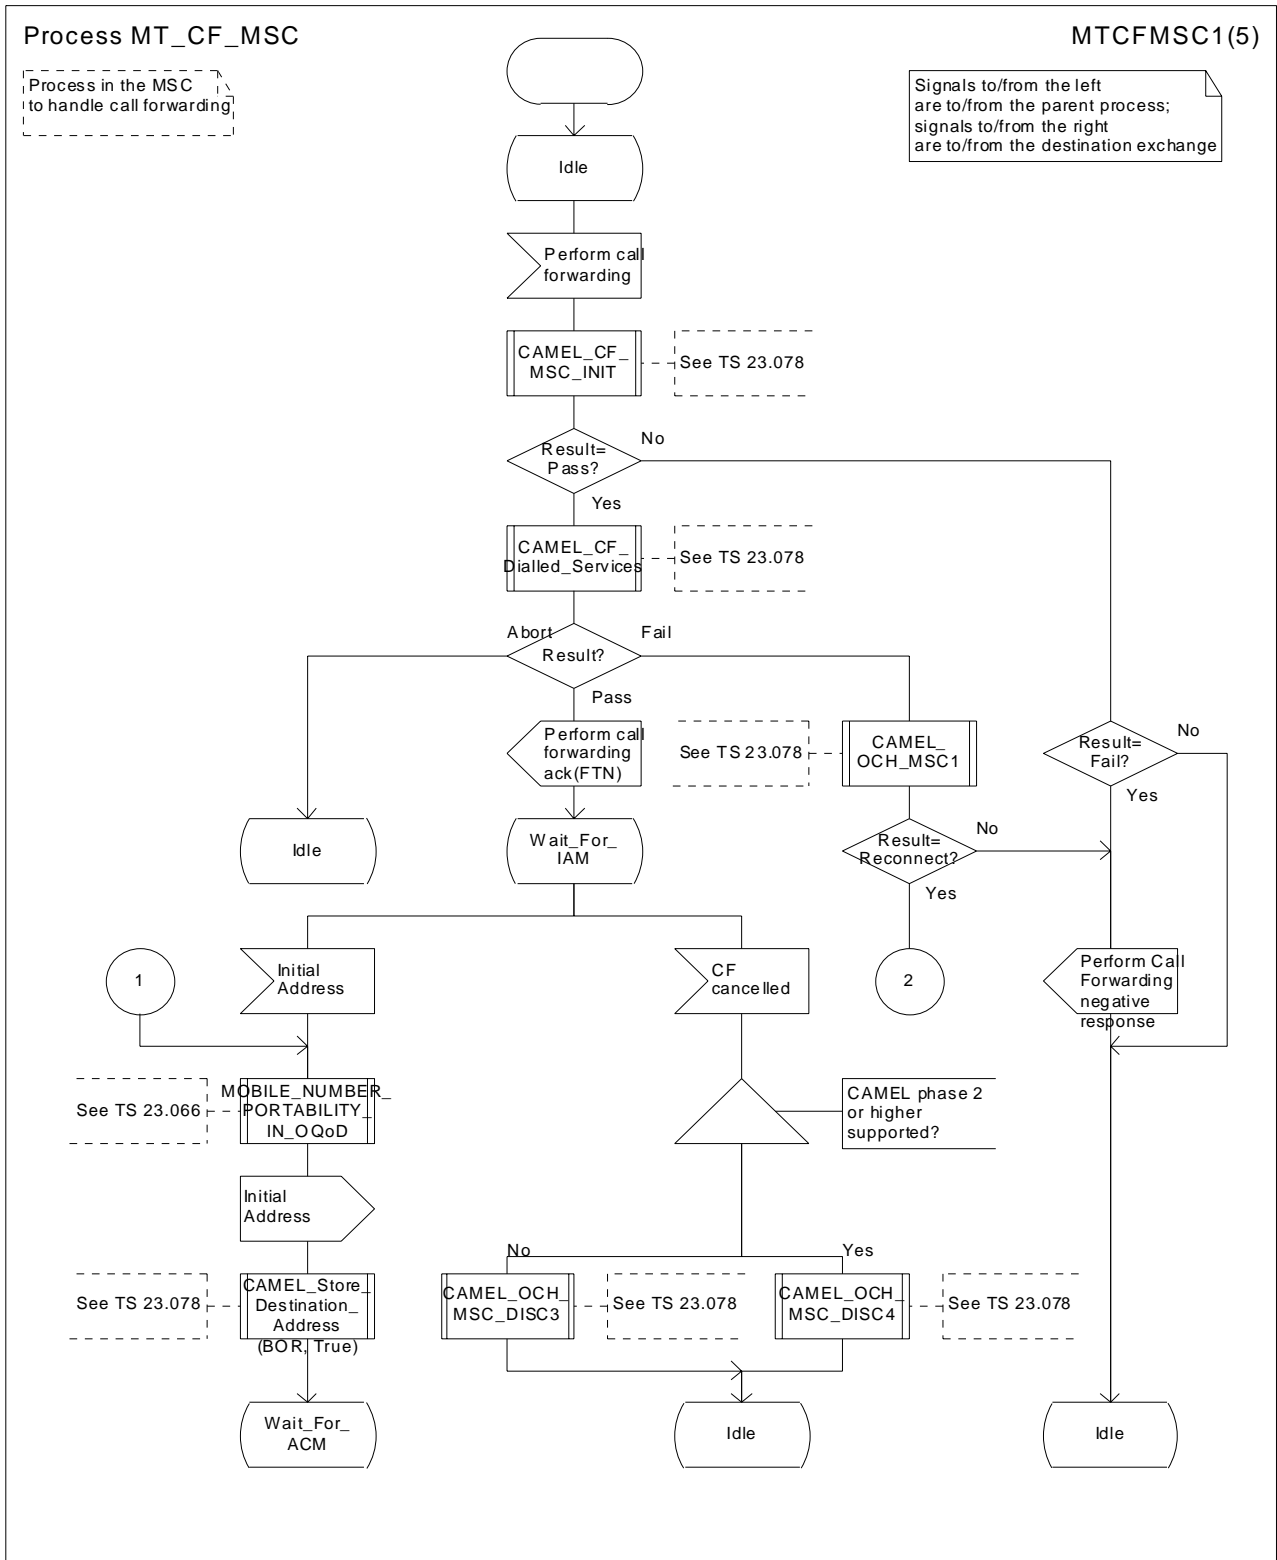 Process MT_CF_MSC
MTCFMSC1(5)
Process in the MSC
to handle call forwarding
Signals to/from the left
are to/from the parent process;
signals to/from the right
are to/from the destination exchange
Idle
Perform call
forwarding
CAMEL_CF_
MSC_INIT
See TS 23.078
Result=
Pass?
No
Yes
CAMEL_CF_
Dialled_Services
See TS 23.078
Abort
Fail
Result?
Pass
Perform call
forwarding
ack(FTN)
See TS 23.078
CAMEL_
OCH_MSC1
Result=
Fail?
No
Yes
Idle
Wait_For_
IAM
Result=
Reconnect?
No
Yes
1
Initial
Address
CF
cancelled
2
Perform Call
Forwarding
negative
response
See TS 23.066
MOBILE_NUMBER_
PORTABILITY_
IN_OQoD
CAMEL phase 2
or higher
supported?
Initial
Address
No
Yes
See TS 23.078
CAMEL_Store_
Destination_
Address
(BOR, True)
CAMEL_OCH_
MSC_DISC3
See TS 23.078
CAMEL_OCH_
MSC_DISC4
See TS 23.078
Wait_For_
ACM
Idle
Idle